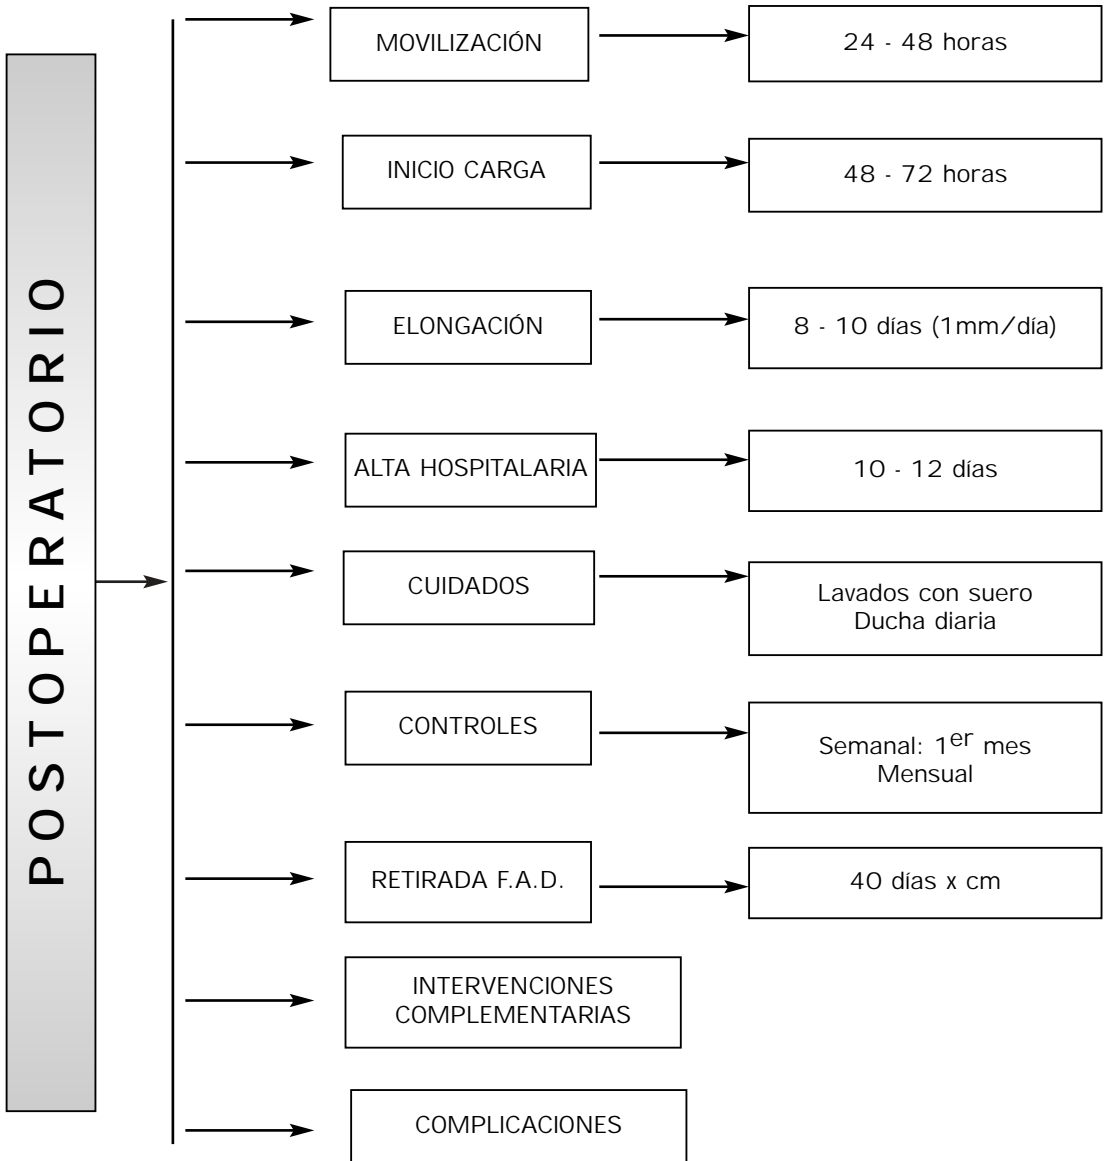 POSTOPERATORIO
MOVILIZACIÓN
24 - 48 horas
INICIO CARGA
48 - 72 horas
ELONGACIÓN
8 - 10 días (1mm/día)
ALTA HOSPITALARIA
10 - 12 días
CUIDADOS
Lavados con suero
Ducha diaria
CONTROLES
Semanal: 1er mes
Mensual
RETIRADA F.A.D.
40 días x cm
INTERVENCIONES
COMPLEMENTARIAS
COMPLICACIONES